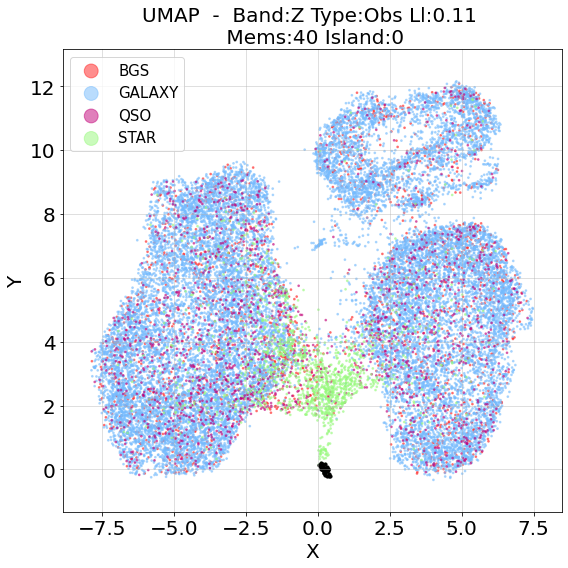 UMAP  -  Band:Z Type:Obs Ll:0.11
Mems:40 Island:0
BGS
GALAXY
QSO
STAR
Y
12
10
8
6
4
2
0
−7.5 −5.0 −2.5 0.0 2.5 5.0 7.5
X